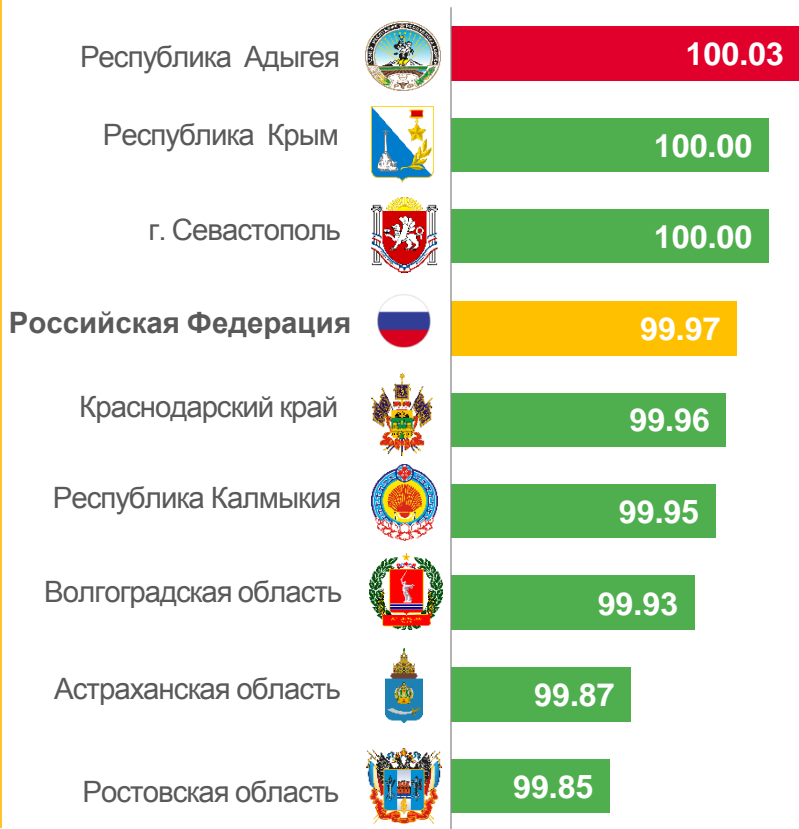 Республика Адыгея 100.03
Республика Крым 100.00
г. Севастополь 100.00
Российская Федерация 99.97
Краснодарский край 99.96
Республика Калмыкия 99.95
Волгоградская область 99.93
Астраханская область 99.87
Ростовская область 99.85